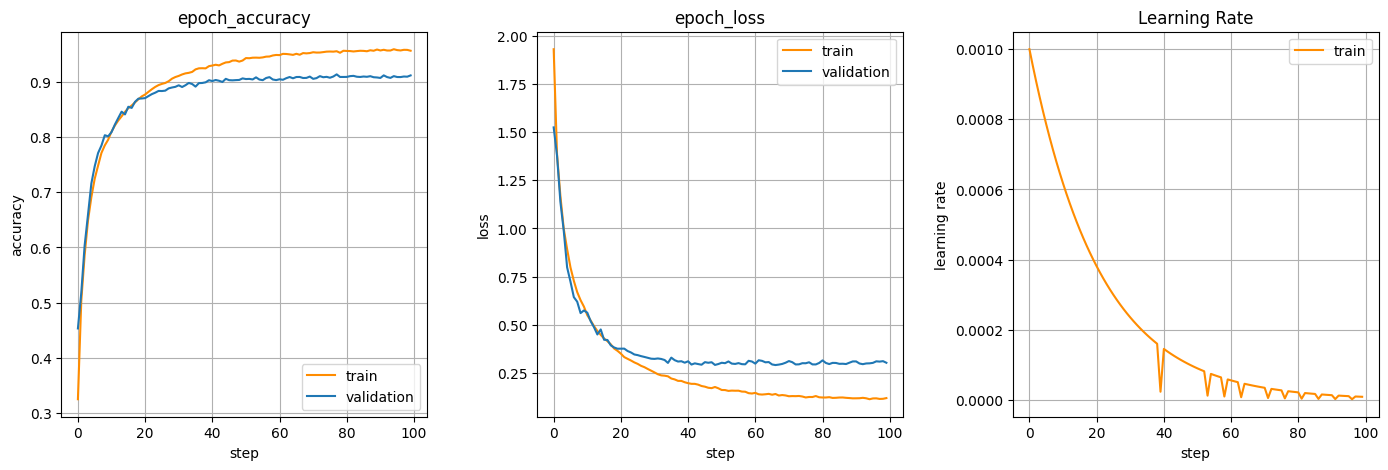 epoch_accuracy
accuracy
0.9
0.8
0.7
0.6
0.5
0.4
0.3
0
20
40
60
80
100
step
train
validation
epoch_loss
loss
2.00
1.75
1.50
1.25
1.00
0.75
0.50
0.25
0
20
40
60
80
100
step
train
validation
Learning Rate
learning rate
0.0010
0.0008
0.0006
0.0004
0.0002
0.0000
0
20
40
60
80
100
step
train